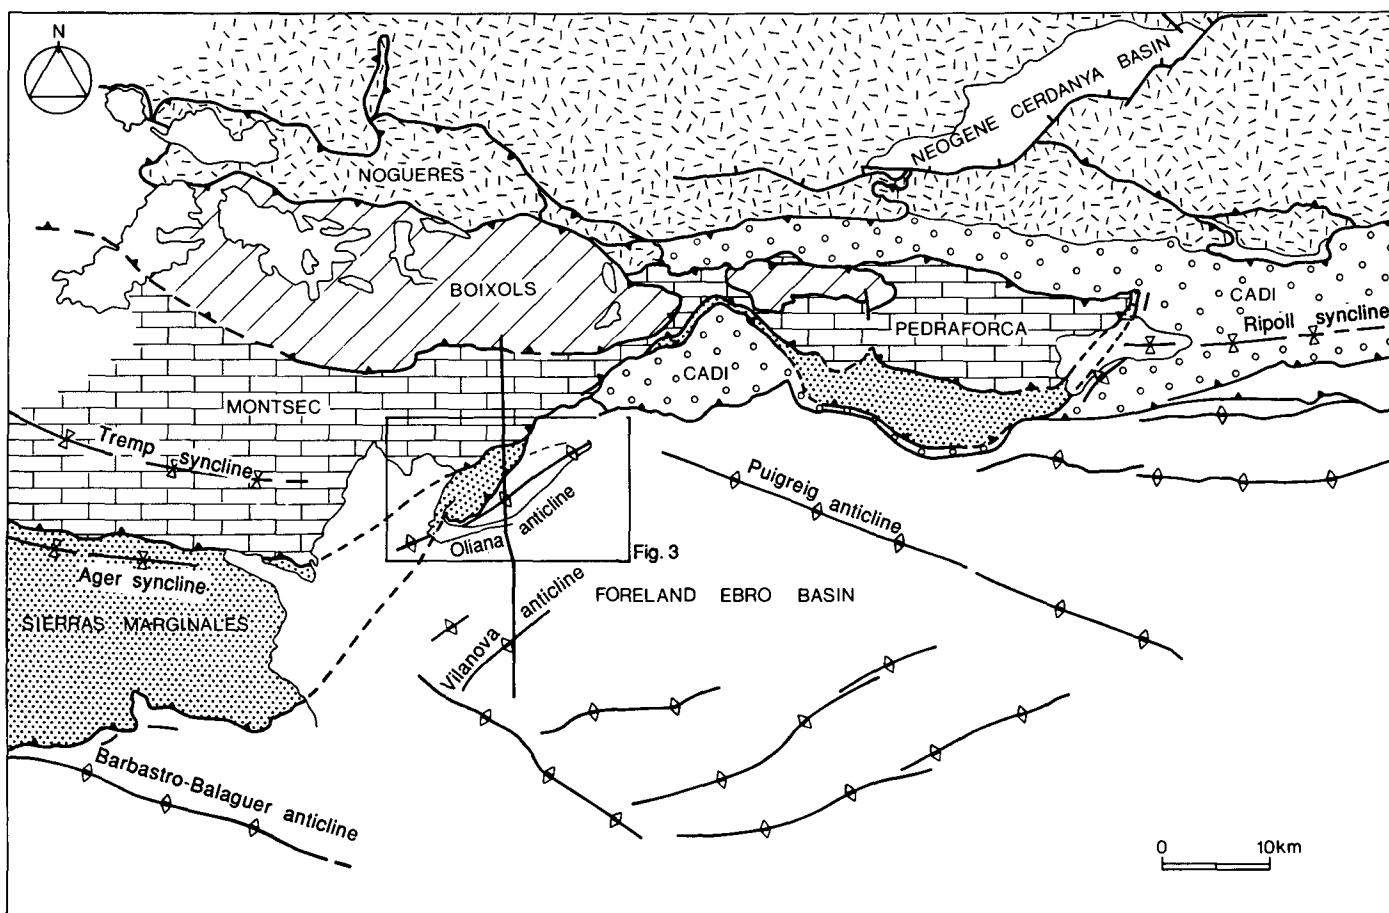 N
NEOGENE CERDANYA BASIN
NOGUERES
BOIXOLS
CADI
Ripoll syncline
PEDRAFORCA
CADI
MONTSEC
Tremp syncline
Puigreig anticline
Oliana anticline
Fig. 3
Ager syncline
FORELAND EBRO BASIN
SIERRAS MARGINALES
Vilanova anticline
Barbastro-Balaguer anticline
0 10km